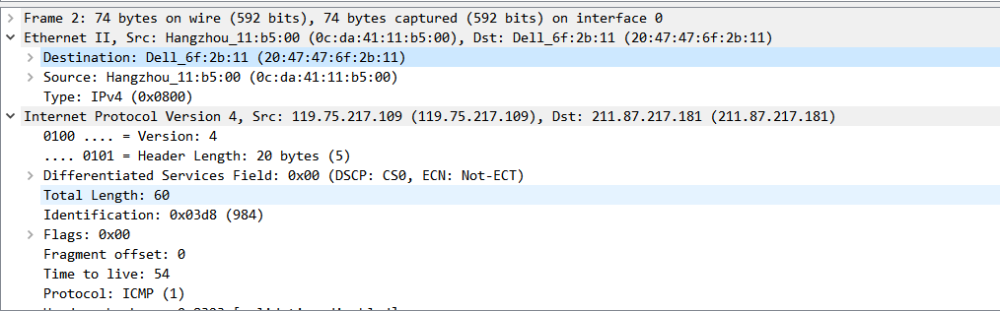 Frame 2: 74 bytes on wire (592 bits), 74 bytes captured (592 bits) on interface 0
Ethernet II, Src: Hangzhou_11:b5:00 (0c:da:41:11:b5:00), Dst: Dell_6f:2b:11 (20:47:47:6f:2b:11)
Destination: Dell_6f:2b:11 (20:47:47:6f:2b:11)
Source: Hangzhou_11:b5:00 (0c:da:41:11:b5:00)
Type: IPv4 (0x0800)
Internet Protocol Version 4, Src: 119.75.217.109 (119.75.217.109), Dst: 211.87.217.181 (211.87.217.181)
0100 .... = Version: 4
.... 0101 = Header Length: 20 bytes (5)
Differentiated Services Field: 0x00 (DSCP: CS0, ECN: Not-ECT)
Total Length: 60
Identification: 0x03d8 (984)
Flags: 0x00
Fragment offset: 0
Time to live: 54
Protocol: ICMP (1)